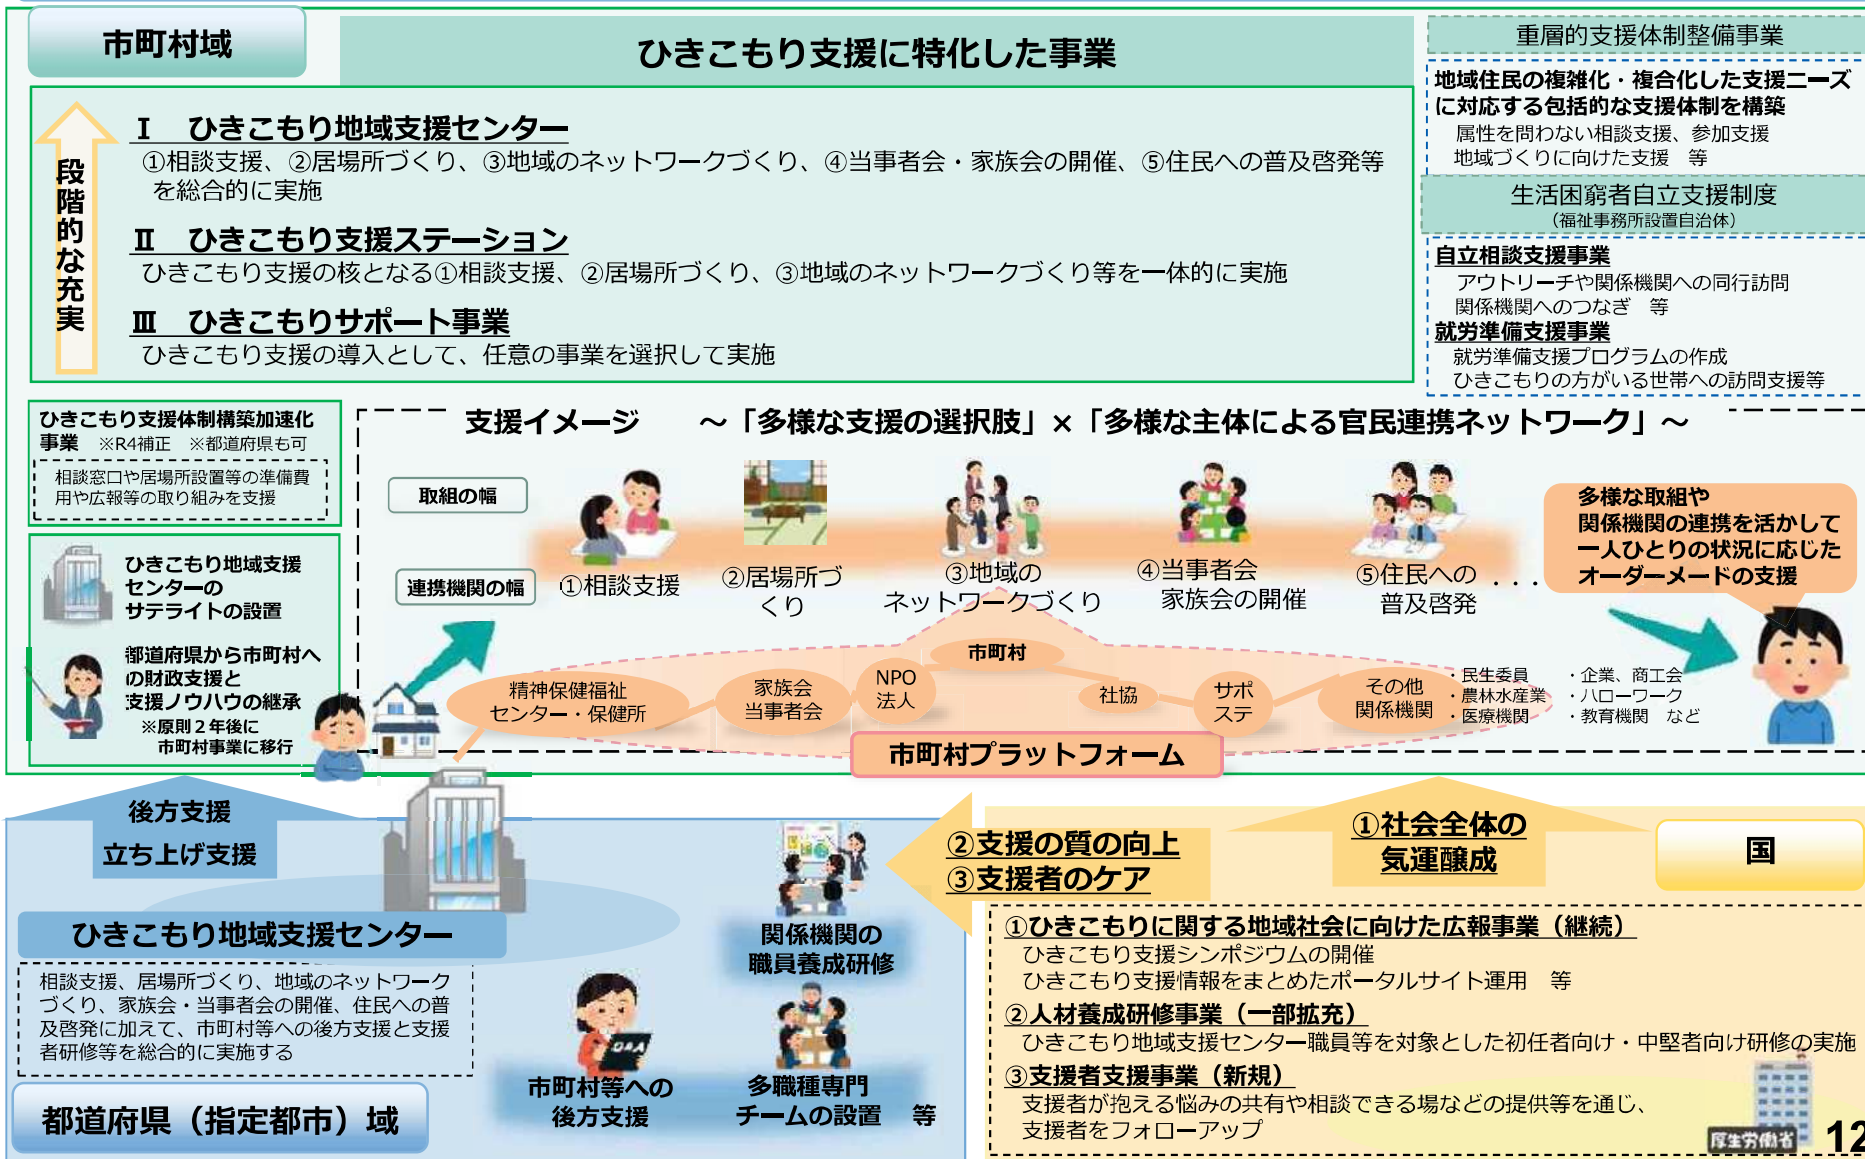 市町村域
ひきこもり支援に特化した事業
段階的な充実
Ⅰ　ひきこもり地域支援センター
①相談支援、②居場所づくり、③地域のネットワークづくり、④当事者会・家族会の開催、⑤住民への普及啓発等
を総合的に実施
Ⅱ　ひきこもり支援ステーション
ひきこもり支援の核となる①相談支援、②居場所づくり、③地域のネットワークづくり等を一体的に実施
Ⅲ　ひきこもりサポート事業
ひきこもり支援の導入として、任意の事業を選択して実施
重層的支援体制整備事業
地域住民の複雑化・複合化した支援ニーズ
に対応する包括的な支援体制を構築
属性を問わない相談支援、参加支援
地域づくりに向けた支援　等
生活困窮者自立支援制度
（福祉事務所設置自治体）
自立相談支援事業
アウトリーチや関係機関への同行訪問
関係機関へのつなぎ　等
就労準備支援事業
就労準備支援プログラムの作成
ひきこもりの方がいる世帯への訪問支援等
ひきこもり支援体制構築加速化
事業　※R4補正　※都道府県も可
相談窓口や居場所設置等の準備費
用や広報等の取り組みを支援
ひきこもり地域支援
センターの
サテライトの設置
都道府県から市町村へ
の財政支援と
支援ノウハウの継承
※原則２年後に
市町村事業に移行
支援イメージ　～「多様な支援の選択肢」×「多様な主体による官民連携ネットワーク」～
取組の幅
連携機関の幅
①相談支援
②居場所づ
くり
③地域の
ネットワークづくり
④当事者会
家族会の開催
⑤住民への
普及啓発
・・・
多様な取組や
関係機関の連携を活かして
一人ひとりの状況に応じた
オーダーメードの支援
市町村
精神保健福祉
センター・保健所
家族会
当事者会
NPO
法人
社協
サポ
ステ
その他
関係機関
・民生委員
・農林水産業
・医療機関
・企業、商工会
・ハローワーク
・教育機関　など
市町村プラットフォーム
後方支援
立ち上げ支援
ひきこもり地域支援センター
相談支援、居場所づくり、地域のネットワーク
づくり、家族会・当事者会の開催、住民への普
及啓発に加えて、市町村等への後方支援と支援
者研修等を総合的に実施する
都道府県（指定都市）域
関係機関の
職員養成研修
Q&A
市町村等への
後方支援
多職種専門
チームの設置　等
②支援の質の向上
③支援者のケア
①社会全体の
気運醸成
国
①ひきこもりに関する地域社会に向けた広報事業（継続）
ひきこもり支援シンポジウムの開催
ひきこもり支援情報をまとめたポータルサイト運用　等
②人材養成研修事業（一部拡充）
ひきこもり地域支援センター職員等を対象とした初任者向け・中堅者向け研修の実施
③支援者支援事業（新規）
支援者が抱える悩みの共有や相談できる場などの提供等を通じ、
支援者をフォローアップ
厚生労働省
12